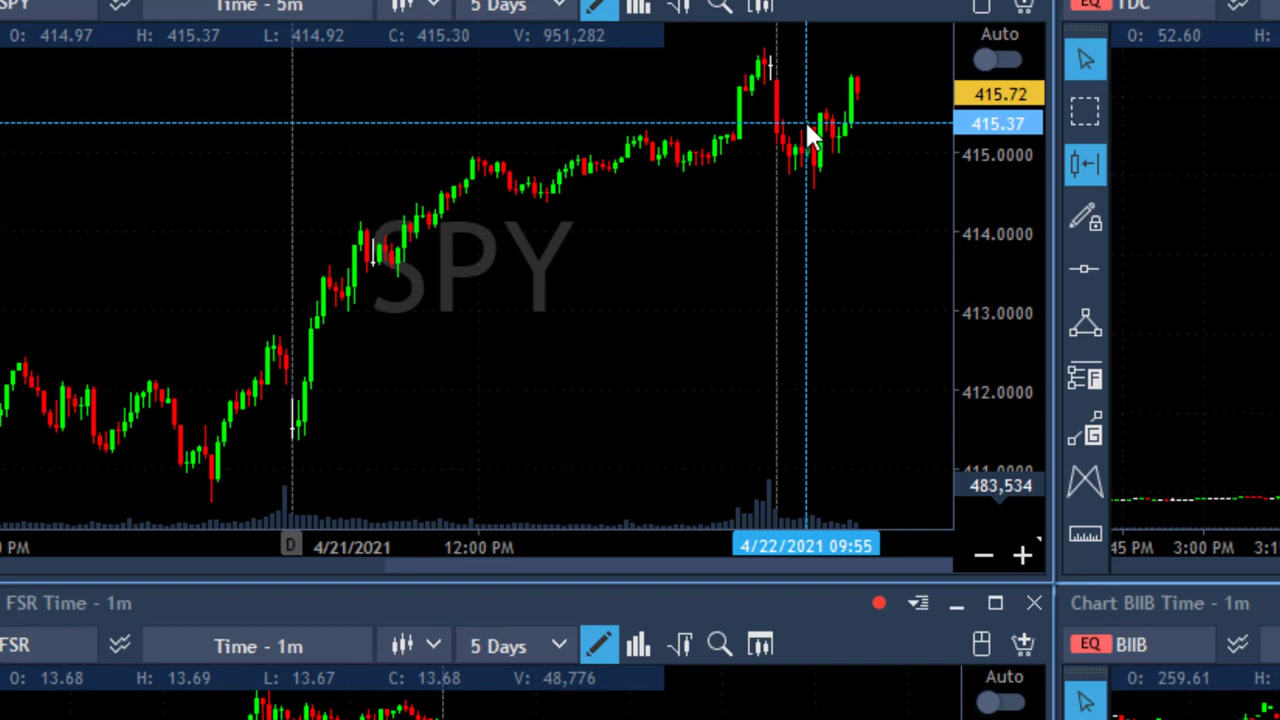 SPY Time - 5m 5 Days EQ TDC
O: 414.97 H: 415.37 L: 414.92 C: 415.30 V: 951,282 Auto O: 52.60 H:
415.72
415.37
415.0000
414.0000
SPY
413.0000
412.0000
411.0000
483,534
PM D 4/21/2021 12:00 PM 4/22/2021 09:55 45 PM 3:00 PM
FSR Time - 1m Chart BIIB Time - 1m
FSR Time - 1m 5 Days EQ BIIB
O: 13.68 H: 13.69 L: 13.67 C: 13.68 V: 48,776 Auto O: 259.61 H:
F
G